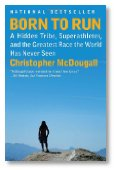 NATIONAL BESTSELLER
BORN TO RUN
A Hidden Tribe, Superathletes,
and the Greatest Race the World
Has Never Seen
Christopher McDougall